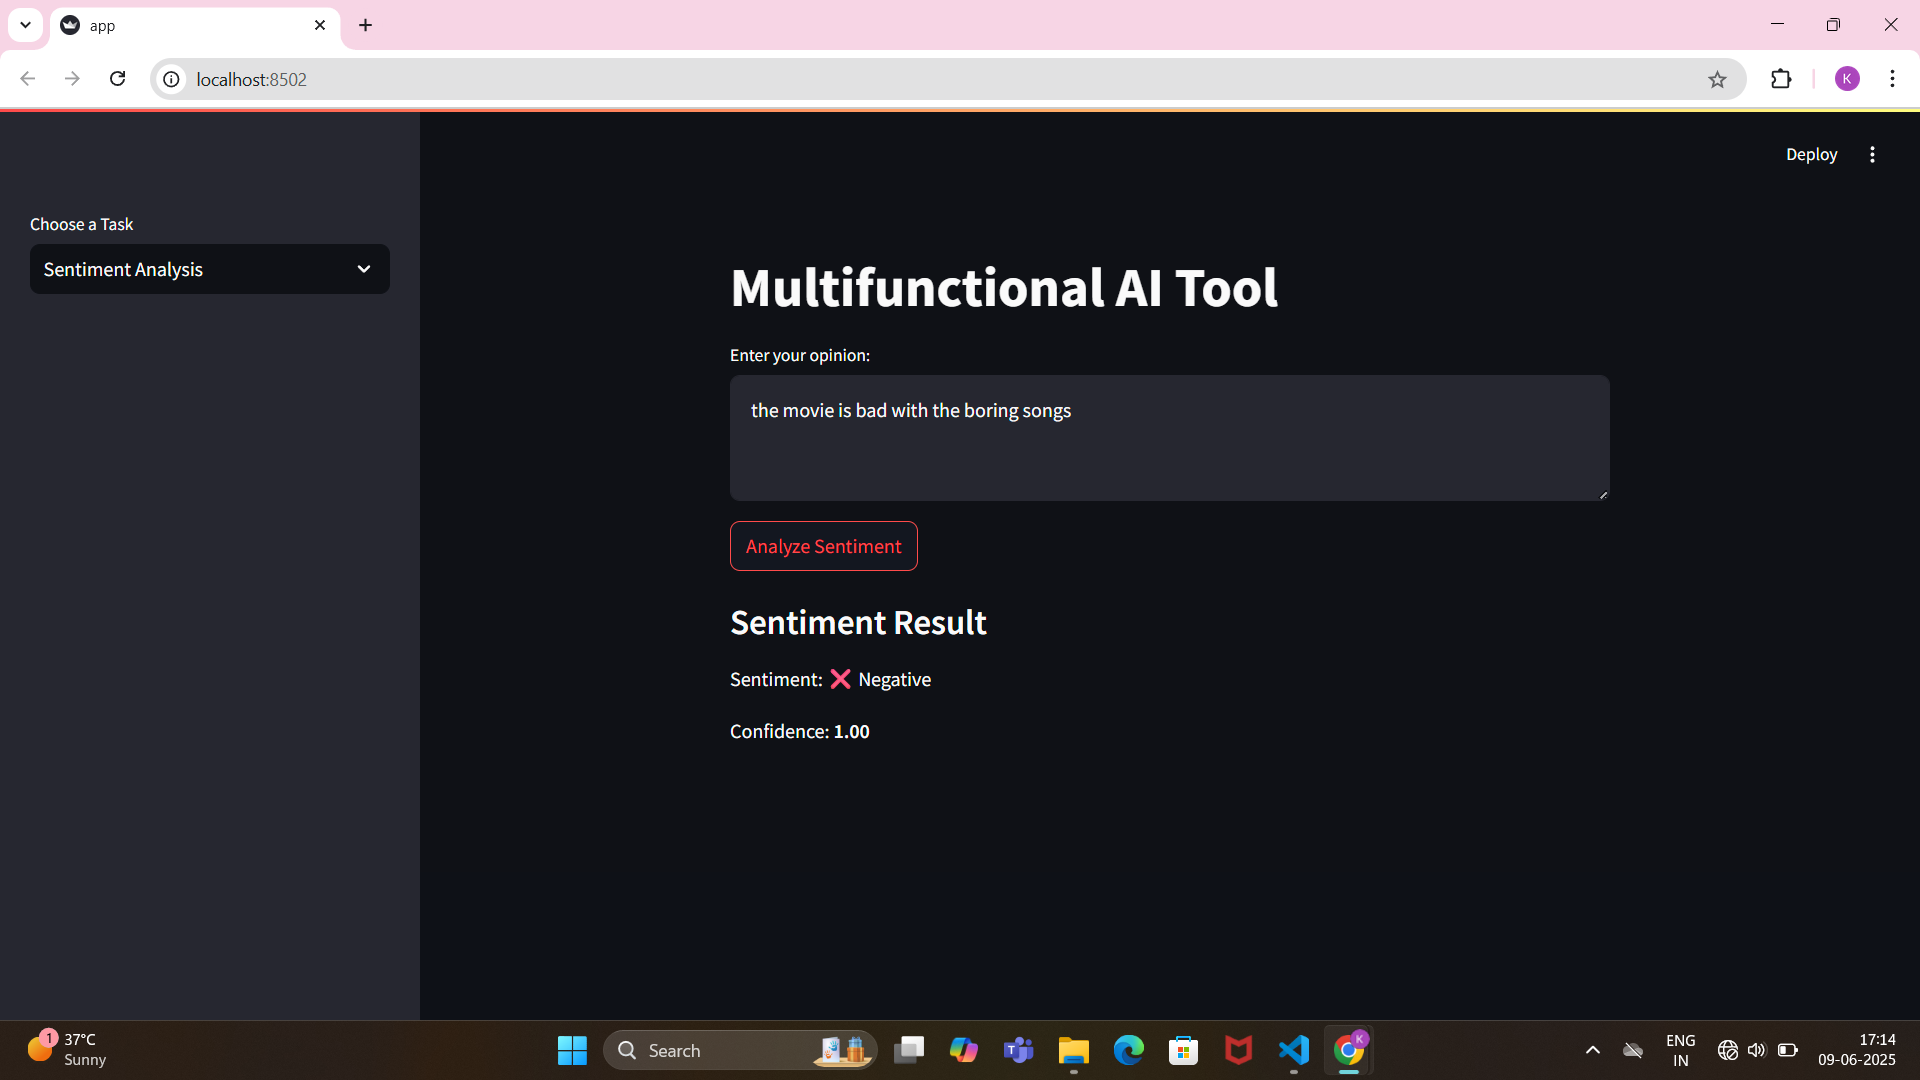 app
localhost:8502
K
Deploy
Choose a Task
Sentiment Analysis
Multifunctional AI Tool
Enter your opinion:
the movie is bad with the boring songs
Analyze Sentiment
Sentiment Result
Sentiment: ❌ Negative
Confidence: 1.00
1
37°C
Sunny
Search
T
K
ENG
IN
17:14
09-06-2025